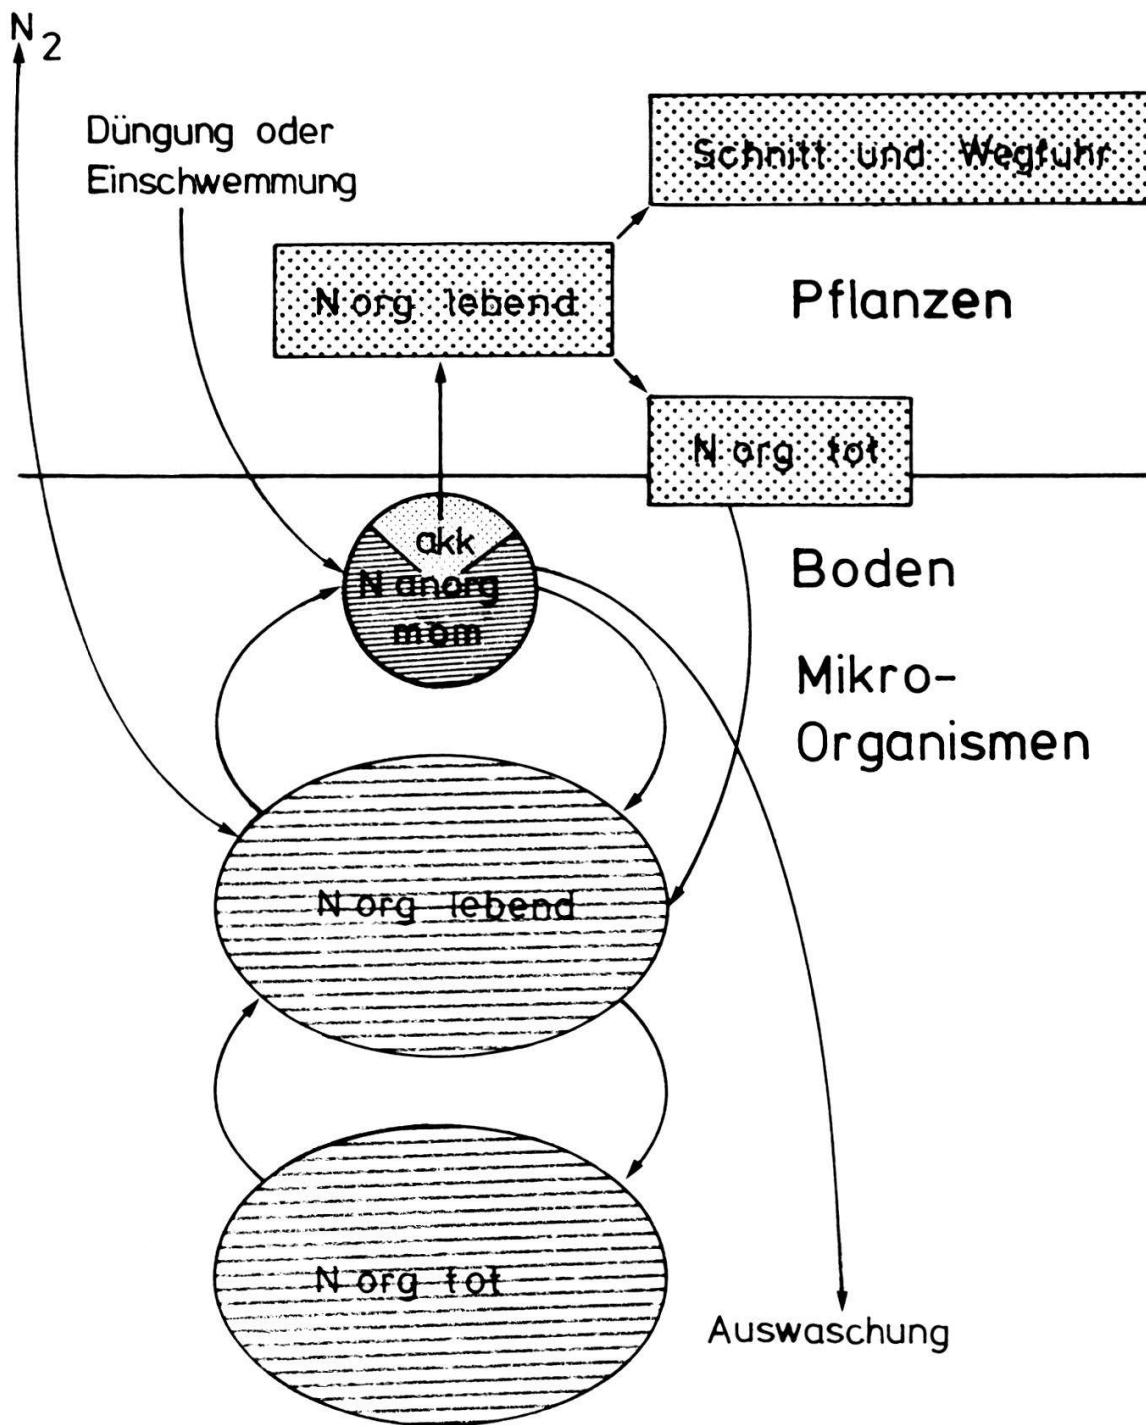 N2
Düngung oder
Einschwemmung
Schnitt und Wegfuhr
N org lebend
Pflanzen
N org tot
akk
N anorg
mom
Boden
Mikro-
Organismen
N org lebend
N org tot
Auswaschung